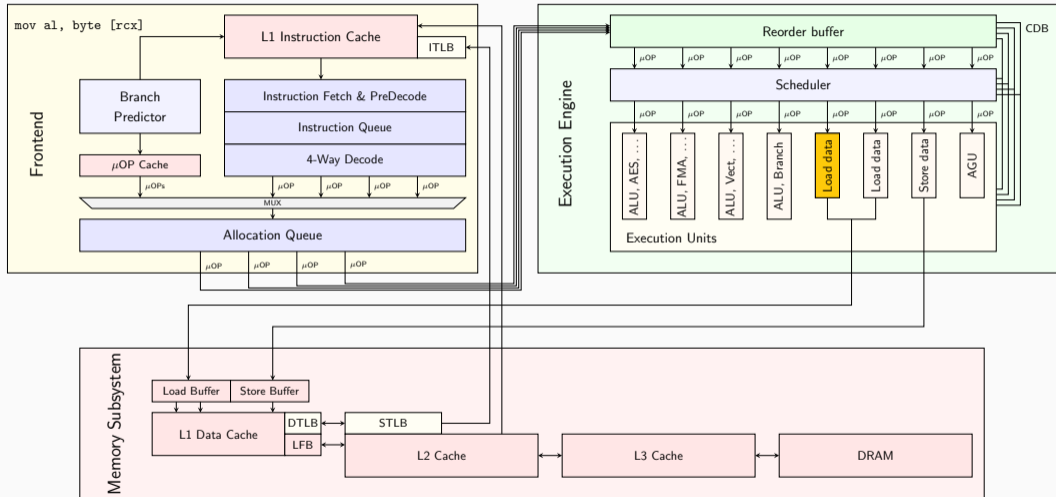 mov al, byte [rcx]
L1 Instruction Cache
ITLB
Frontend
Branch
Predictor
Instruction Fetch & PreDecode
Instruction Queue
4-Way Decode
μOP Cache
μOPs
μOP μOP μOP μOP
MUX
Allocation Queue
μOP μOP μOP μOP
Execution Engine
Reorder buffer
CDB
μOP μOP μOP μOP μOP μOP μOP μOP
Scheduler
μOP μOP μOP μOP μOP μOP μOP μOP
ALU, AES, ...
ALU, FMA, ...
ALU, Vect, ...
ALU, Branch
Load data
Load data
Store data
AGU
Execution Units
Memory Subsystem
Load Buffer
Store Buffer
L1 Data Cache
DTLB
LFB
STLB
L2 Cache
L3 Cache
DRAM